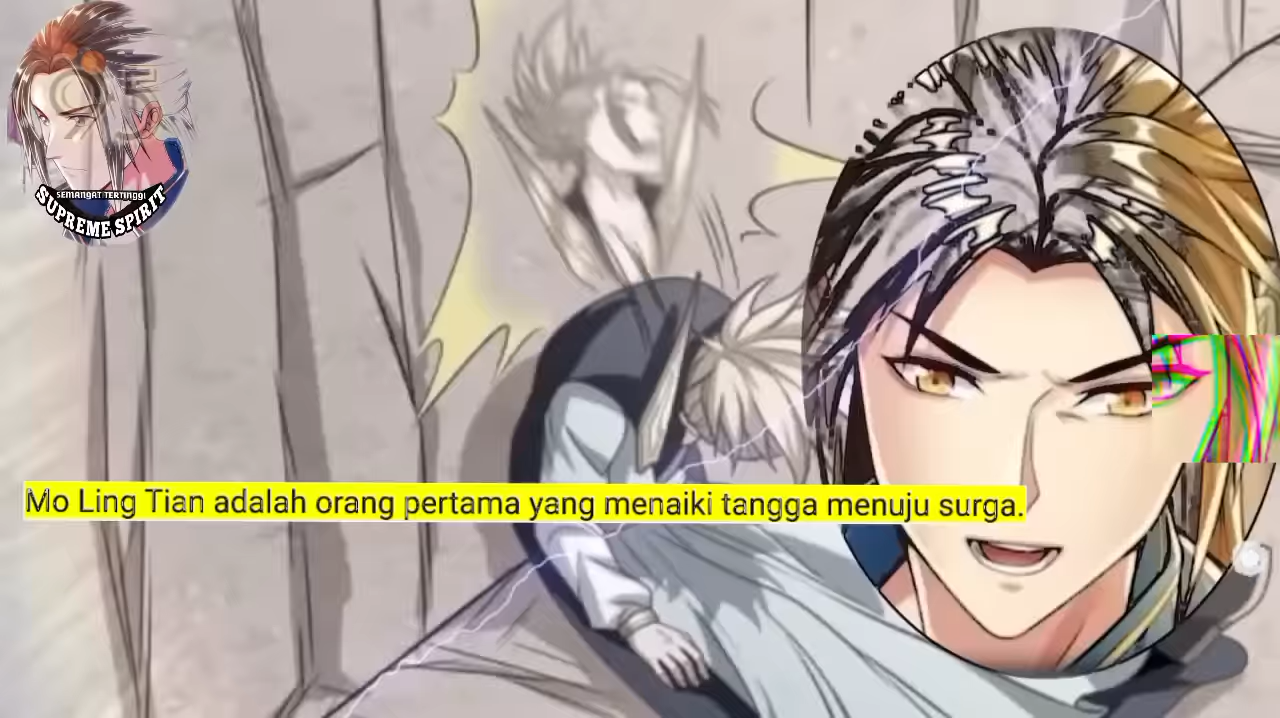 SEMANGAT TERTINGGI
SUPREME SPIRIT
Mo Ling Tian adalah orang pertama yang menaiki tangga menuju surga.